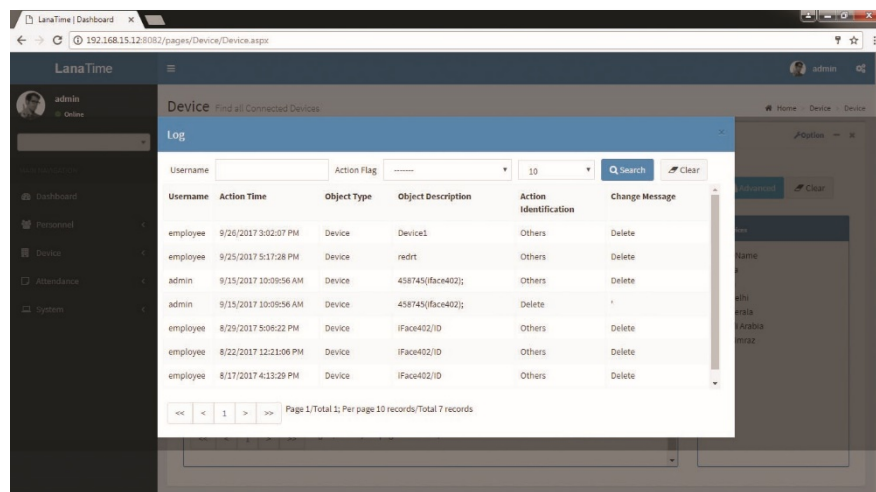 LanaTime | Dashboard
192.168.15.12:8082/pages/Device/Device.aspx
LanaTime
admin
admin
Online
Device Find all Connected Devices
Home / Device / Device
Log
Option
Username Action Flag ------- 10 Search Clear
Advanced Clear
Username Action Time Object Type Object Description Action Identification Change Message
employee 9/26/2017 3:02:07 PM Device Device1 Others Delete
employee 9/25/2017 5:17:28 PM Device redrt Others Delete
admin 9/15/2017 10:09:56 AM Device 458745(iface402); Others Delete
admin 9/15/2017 10:09:56 AM Device 458745(iface402); Delete '
employee 8/29/2017 5:06:22 PM Device iFace402/ID Others Delete
employee 8/22/2017 12:21:06 PM Device iFace402/ID Others Delete
employee 8/17/2017 4:13:29 PM Device iFace402/ID Others Delete
<< < 1 > >> Page 1/Total 1; Per page 10 records/Total 7 records
Dashboard
Personnel
Device
Attendance
System
Name